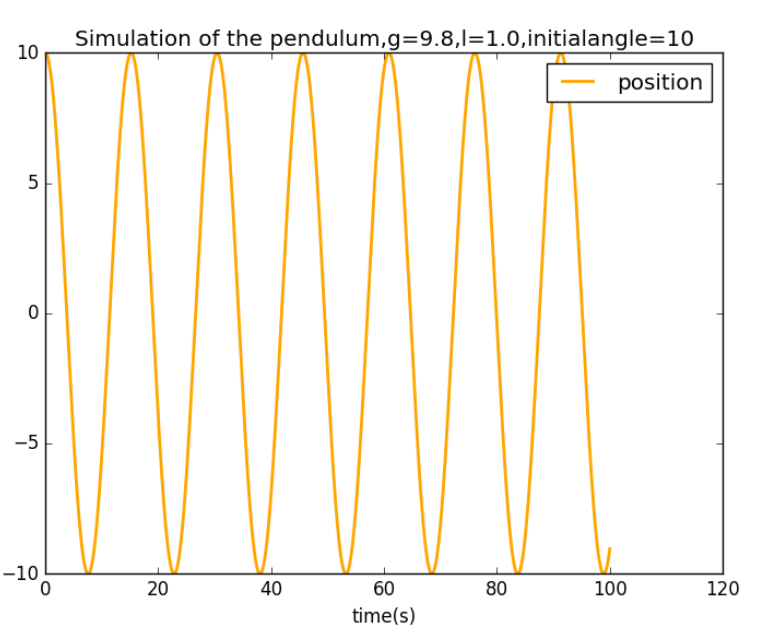 Simulation of the pendulum,g=9.8,l=1.0,initialangle=10
position
10
5
0
−5
−10
0 20 40 60 80 100 120
time(s)